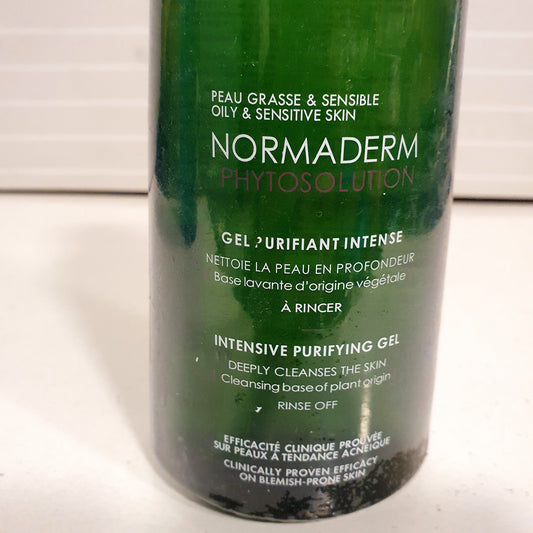 PEAU GRASSE & SENSIBLE
OILY & SENSITIVE SKIN
NORMADERM
PHYTOSOLUTION
GEL PURIFIANT INTENSE
NETTOIE LA PEAU EN PROFONDEUR
Base lavante d'origine végétale
À RINCER
INTENSIVE PURIFYING GEL
DEEPLY CLEANSES THE SKIN
Cleansing base of plant origin
RINSE OFF
EFFICACITÉ CLINIQUE PROUVÉE
SUR PEAUX À TENDANCE ACNÉIQUE
CLINICALLY PROVEN EFFICACY
ON BLEMISH-PRONE SKIN